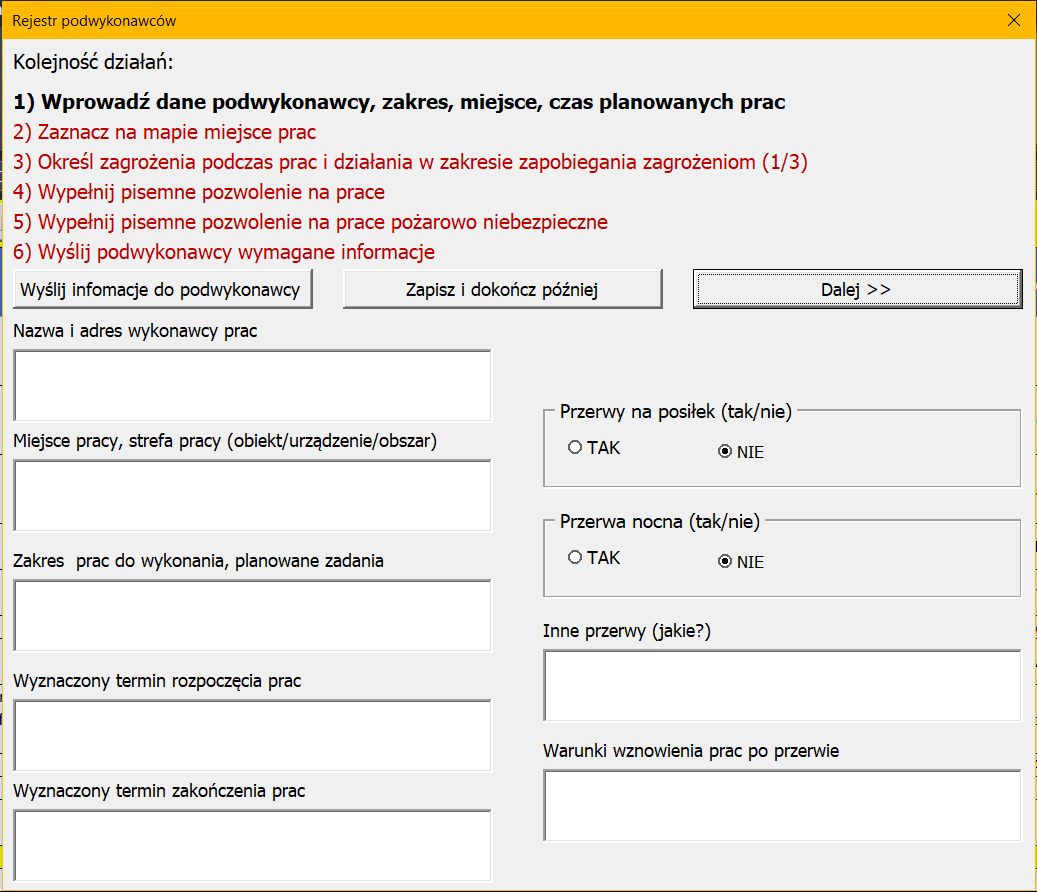 Rejestr podwykonawców
Kolejność działań:
1) Wprowadź dane podwykonawcy, zakres, miejsce, czas planowanych prac
2) Zaznacz na mapie miejsce prac
3) Określ zagrożenia podczas prac i działania w zakresie zapobiegania zagrożeniom (1/3)
4) Wypełnij pisemne pozwolenie na prace
5) Wypełnij pisemne pozwolenie na prace pożarowo niebezpieczne
6) Wyślij podwykonawcy wymagane informacje
Wyślij infomacje do podwykonawcy
Zapisz i dokończ później
Dalej >>
Nazwa i adres wykonawcy prac
Miejsce pracy, strefa pracy (obiekt/urządzenie/obszar)
Zakres  prac do wykonania, planowane zadania
Wyznaczony termin rozpoczęcia prac
Wyznaczony termin zakończenia prac
Przerwy na posiłek (tak/nie)
TAK
NIE
Przerwa nocna (tak/nie)
TAK
NIE
Inne przerwy (jakie?)
Warunki wznowienia prac po przerwie